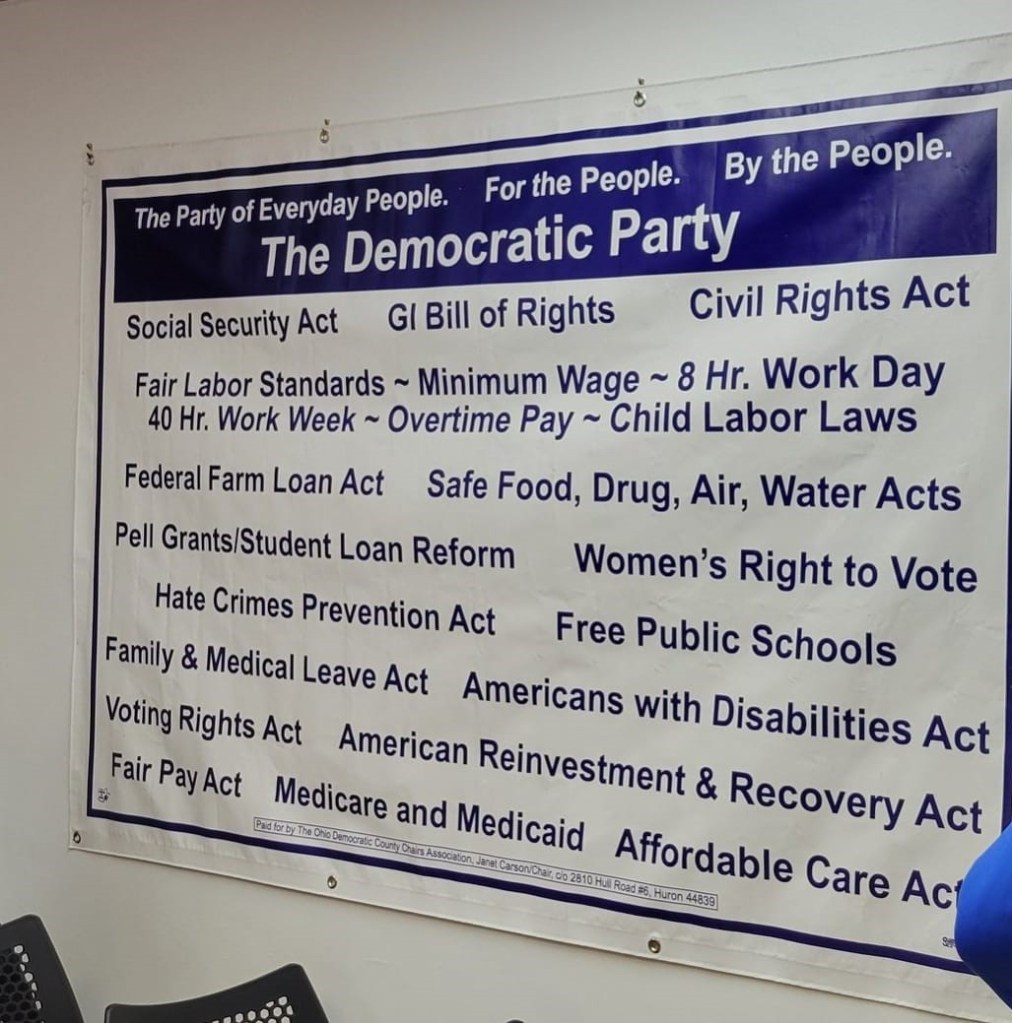 The Party of Everyday People. For the People. By the People.
The Democratic Party
Social Security Act GI Bill of Rights Civil Rights Act
Fair Labor Standards ~ Minimum Wage ~ 8 Hr. Work Day
40 Hr. Work Week ~ Overtime Pay ~ Child Labor Laws
Federal Farm Loan Act Safe Food, Drug, Air, Water Acts
Pell Grants/Student Loan Reform Women's Right to Vote
Hate Crimes Prevention Act Free Public Schools
Family & Medical Leave Act Americans with Disabilities Act
Voting Rights Act American Reinvestment & Recovery Act
Fair Pay Act Medicare and Medicaid Affordable Care Act
Paid for by The Ohio Democratic County Chairs Association, Janet Carson/Chair, c/o 2810 Hull Road #6, Huron 44839